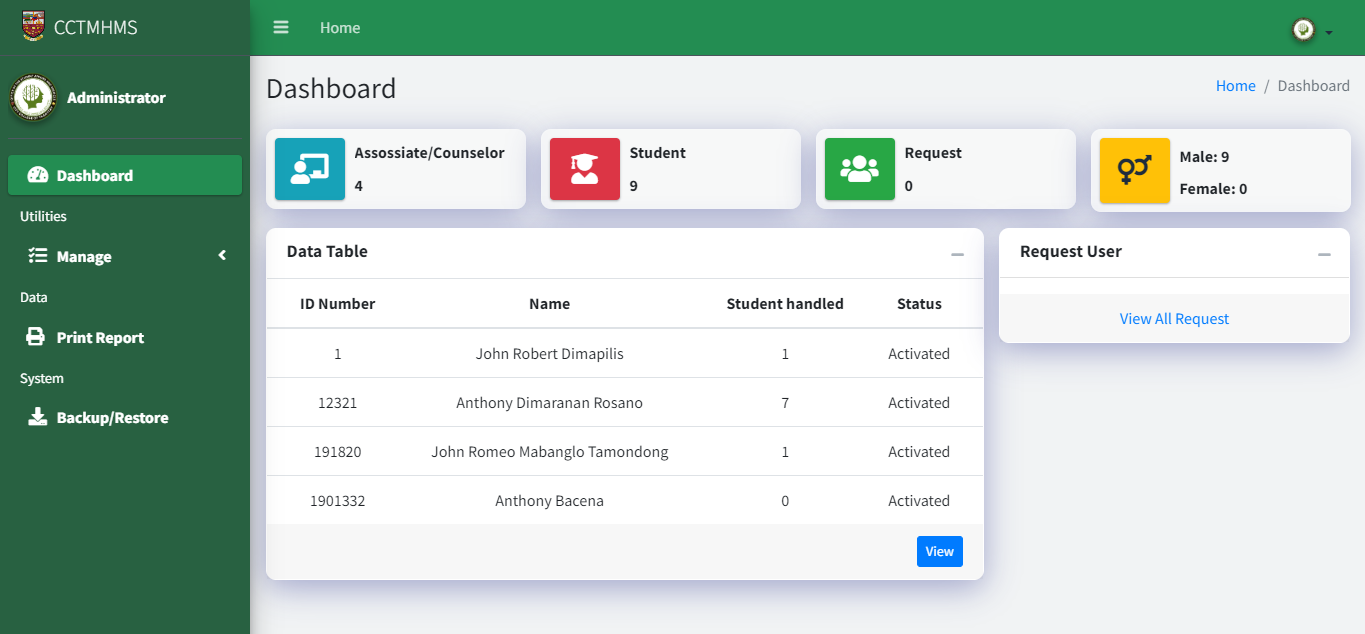 CCTMHMS
Home
Administrator
Dashboard
Utilities
Manage
Data
Print Report
System
Backup/Restore
Dashboard
Home / Dashboard
Assossiate/Counselor
4
Student
9
Request
0
Male: 9
Female: 0
Data Table
ID Number Name Student handled Status
1 John Robert Dimapilis 1 Activated
12321 Anthony Dimaranan Rosano 7 Activated
191820 John Romeo Mabanglo Tamondong 1 Activated
1901332 Anthony Bacena 0 Activated
View
Request User
View All Request